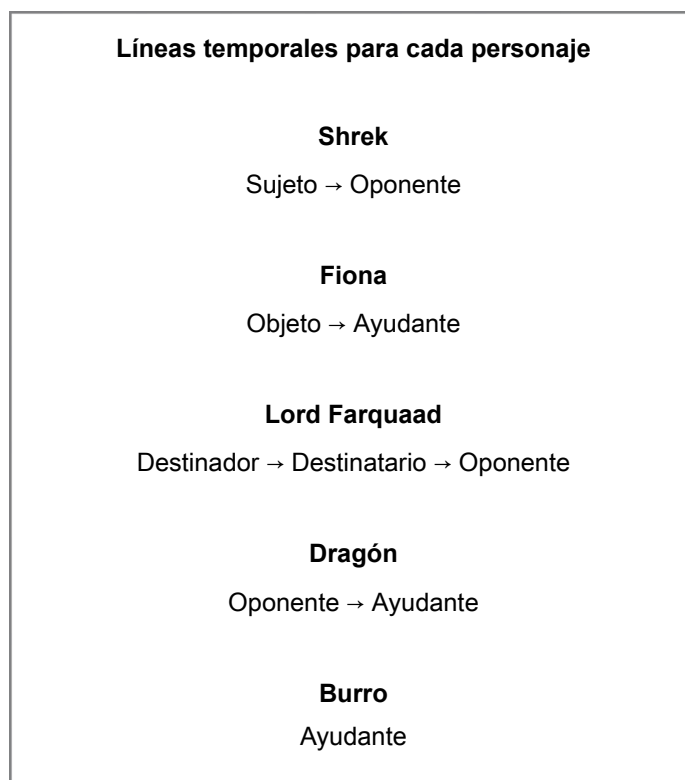 Líneas temporales para cada personaje
Shrek
Sujeto → Oponente
Fiona
Objeto → Ayudante
Lord Farquaad
Destinador → Destinatario → Oponente
Dragón
Oponente → Ayudante
Burro
Ayudante